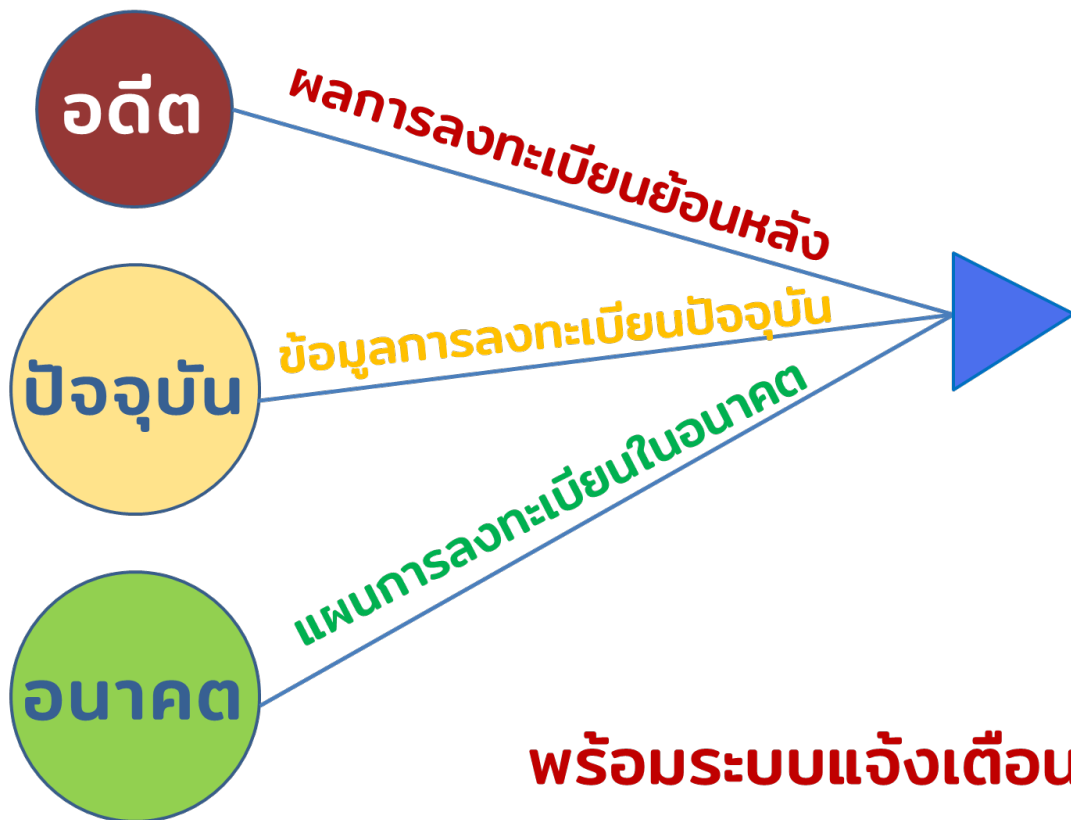 อดีต
ผลการลงทะเบียนย้อนหลัง
ปัจจุบัน
ข้อมูลการลงทะเบียนปัจจุบัน
อนาคต
แผนการลงทะเบียนในอนาคต
พร้อมระบบแจ้งเตือน